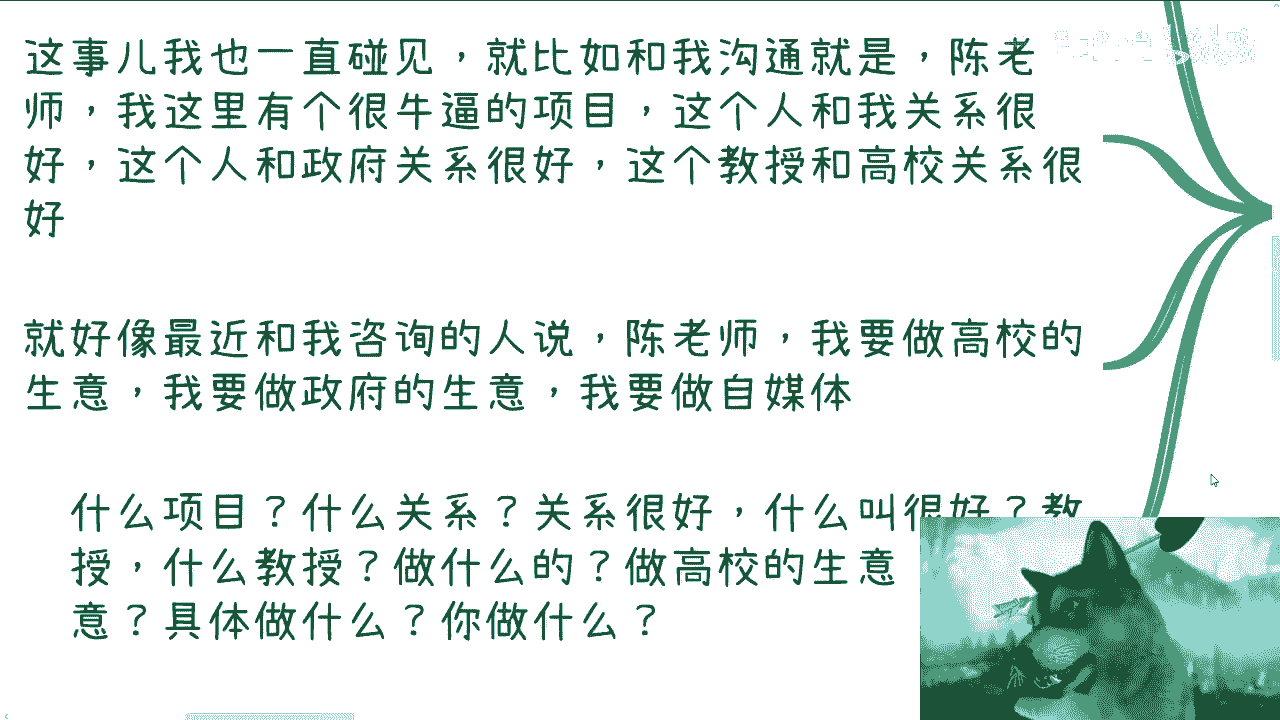 这事儿我也一直碰见，就比如和我沟通就是，陈老
师，我这里有个很牛逼的项目，这个人和我关系很
好，这个人和政府关系很好，这个教授和高校关系很
好
就好像最近和我咨询的人说，陈老师，我要做高校的
生意，我要做政府的生意，我要做自媒体
什么项目？什么关系？关系很好，什么叫很好？教
授，什么教授？做什么的？做高校的生意
意？具体做什么？你做什么？